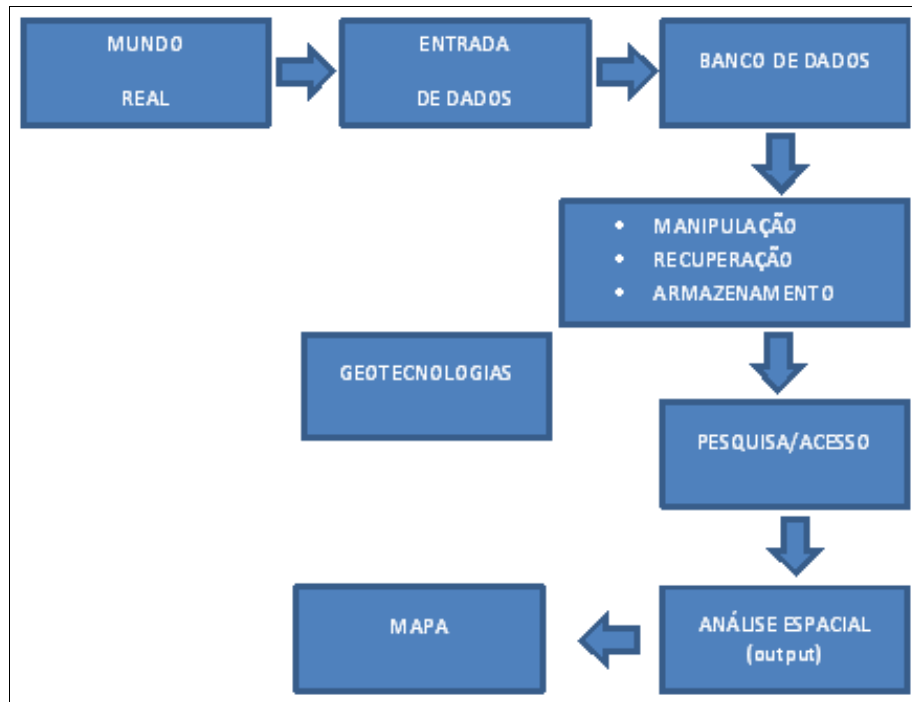 MUNDO
REAL
ENTRADA
DE DADOS
BANCO DE DADOS
• MANIPULAÇÃO
• RECUPERAÇÃO
• ARMAZENAMENTO
GEOTECNOLOGIAS
PESQUISA/ACESSO
ANÁLISE ESPACIAL
(output)
MAPA